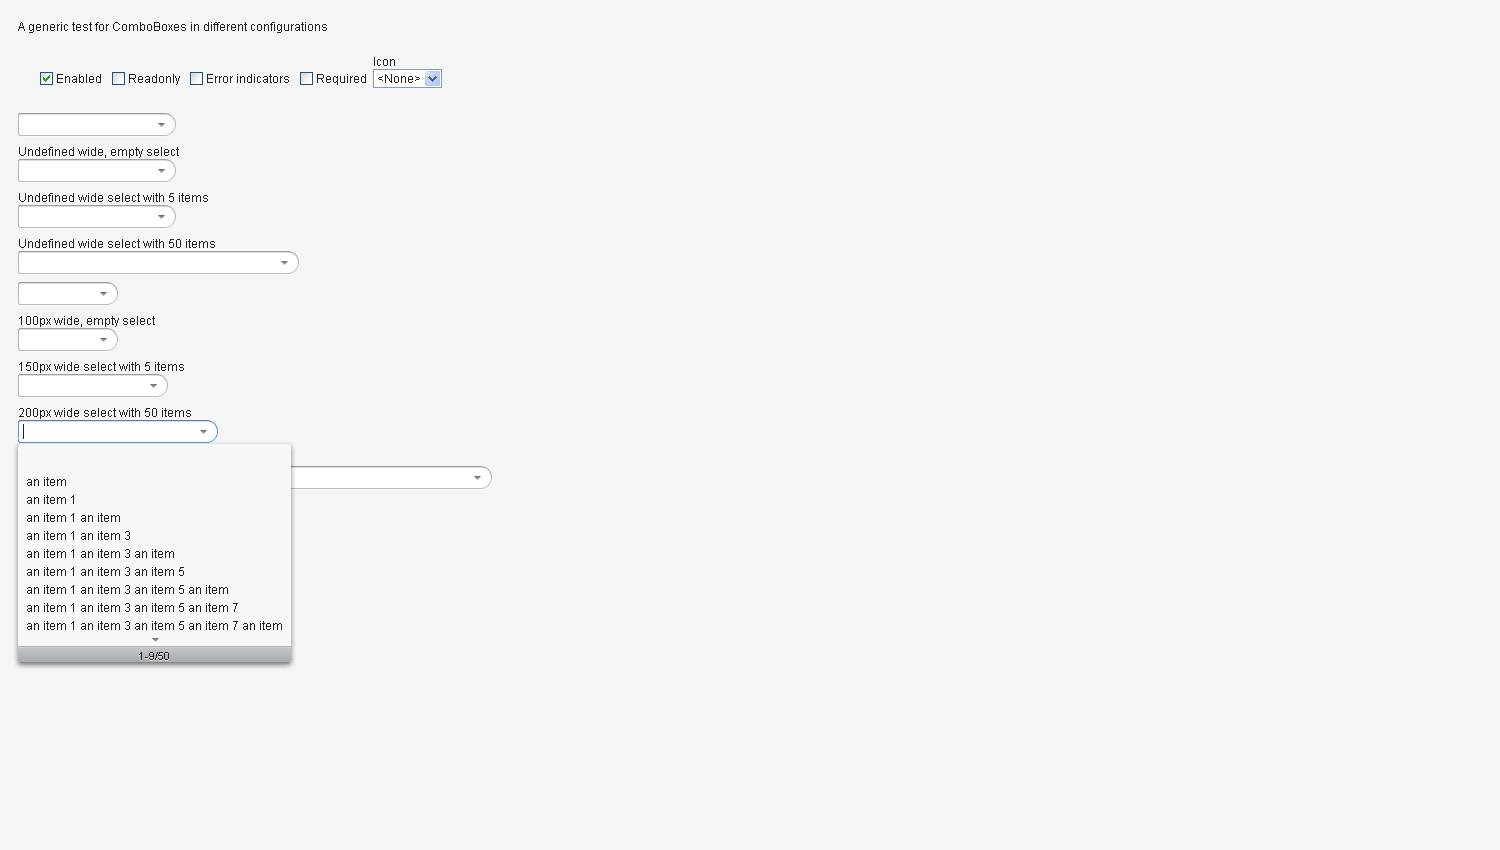 A generic test for ComboBoxes in different configurations
Icon
Enabled Readonly Error indicators Required <None>
Undefined wide, empty select
Undefined wide select with 5 items
Undefined wide select with 50 items
100px wide, empty select
150px wide select with 5 items
200px wide select with 50 items
an item
an item 1
an item 1 an item
an item 1 an item 3
an item 1 an item 3 an item
an item 1 an item 3 an item 5
an item 1 an item 3 an item 5 an item
an item 1 an item 3 an item 5 an item 7
an item 1 an item 3 an item 5 an item 7 an item
1-9/50